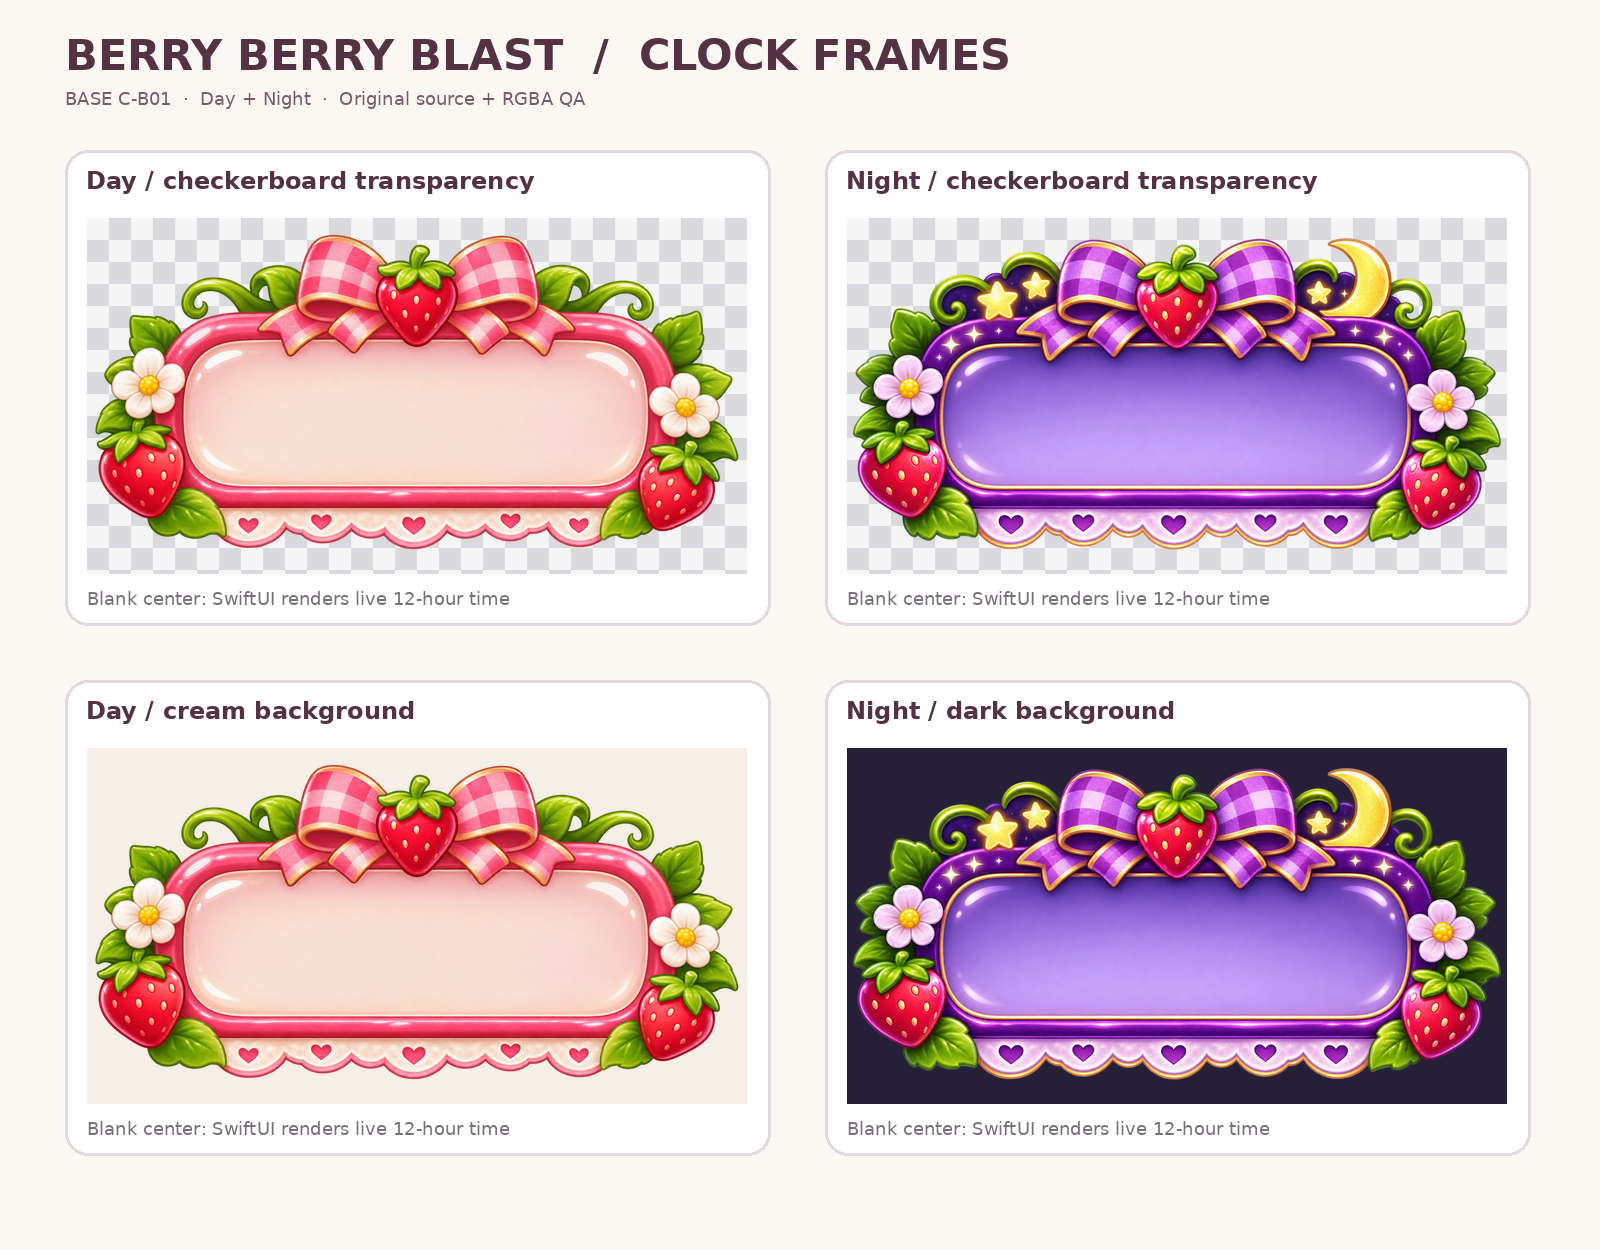 BERRY BERRY BLAST / CLOCK FRAMES
BASE C-B01 · Day + Night · Original source + RGBA QA
Day / checkerboard transparency
Blank center: SwiftUI renders live 12-hour time
Night / checkerboard transparency
Blank center: SwiftUI renders live 12-hour time
Day / cream background
Blank center: SwiftUI renders live 12-hour time
Night / dark background
Blank center: SwiftUI renders live 12-hour time